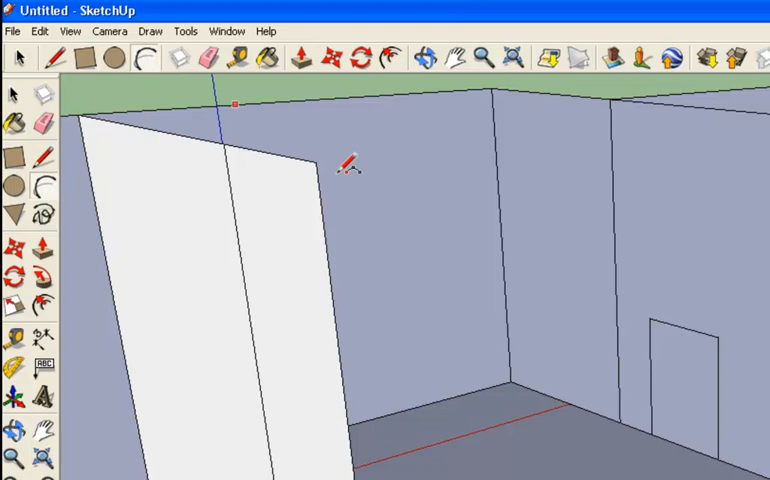 Untitled - SketchUp
File Edit View Camera Draw Tools Window Help
ABC